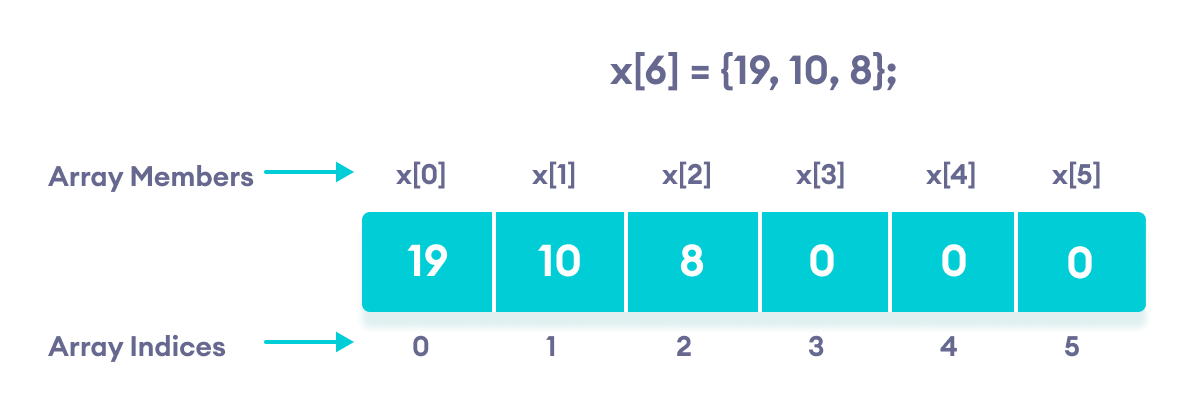 x[6] = {19, 10, 8};
Array Members x[0] x[1] x[2] x[3] x[4] x[5]
19 10 8 0 0 0
Array Indices 0 1 2 3 4 5